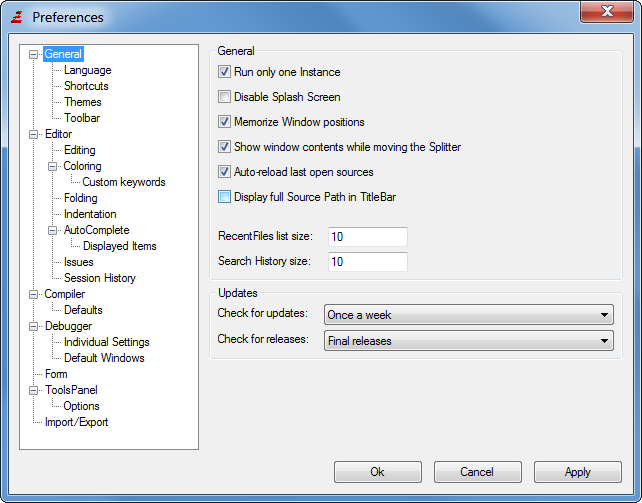 Preferences
General
Language
Shortcuts
Themes
Toolbar
Editor
Editing
Coloring
Custom keywords
Folding
Indentation
AutoComplete
Displayed Items
Issues
Session History
Compiler
Defaults
Debugger
Individual Settings
Default Windows
Form
ToolsPanel
Options
Import/Export
General
Run only one Instance
Disable Splash Screen
Memorize Window positions
Show window contents while moving the Splitter
Auto-reload last open sources
Display full Source Path in TitleBar
RecentFiles list size: 10
Search History size: 10
Updates
Check for updates: Once a week
Check for releases: Final releases
Ok Cancel Apply